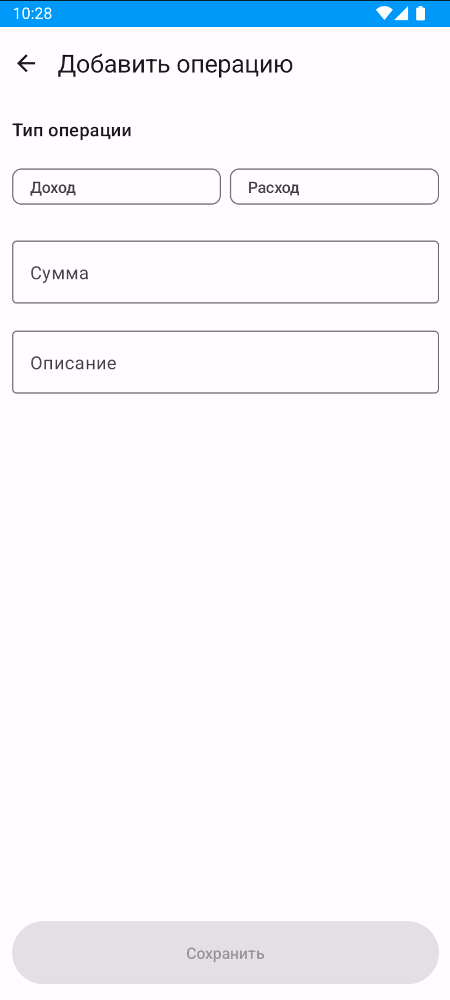 10:28
Добавить операцию
Тип операции
Доход
Расход
Сумма
Описание
Сохранить